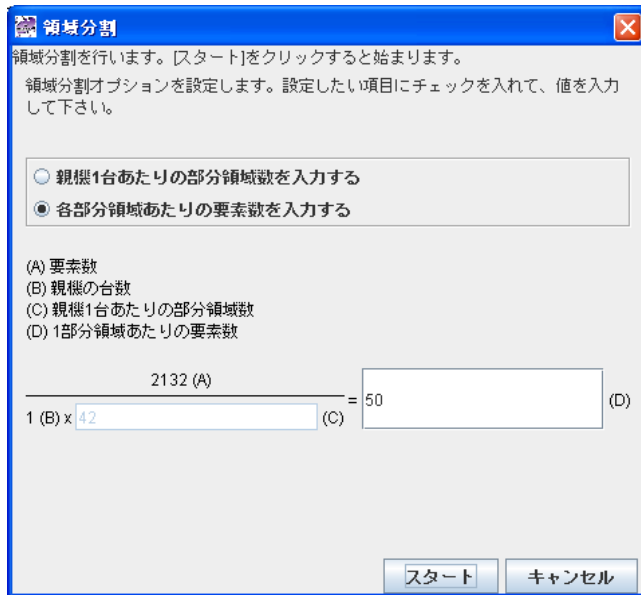 領域分割
領域分割を行います。[スタート]をクリックすると始まります。
領域分割オプションを設定します。設定したい項目にチェックを入れて、値を入力
して下さい。
親機1台あたりの部分領域数を入力する
各部分領域あたりの要素数を入力する
(A) 要素数
(B) 親機の台数
(C) 親機1台あたりの部分領域数
(D) 1部分領域あたりの要素数
2132 (A)
1 (B) x 42 (C) = 50 (D)
スタート キャンセル